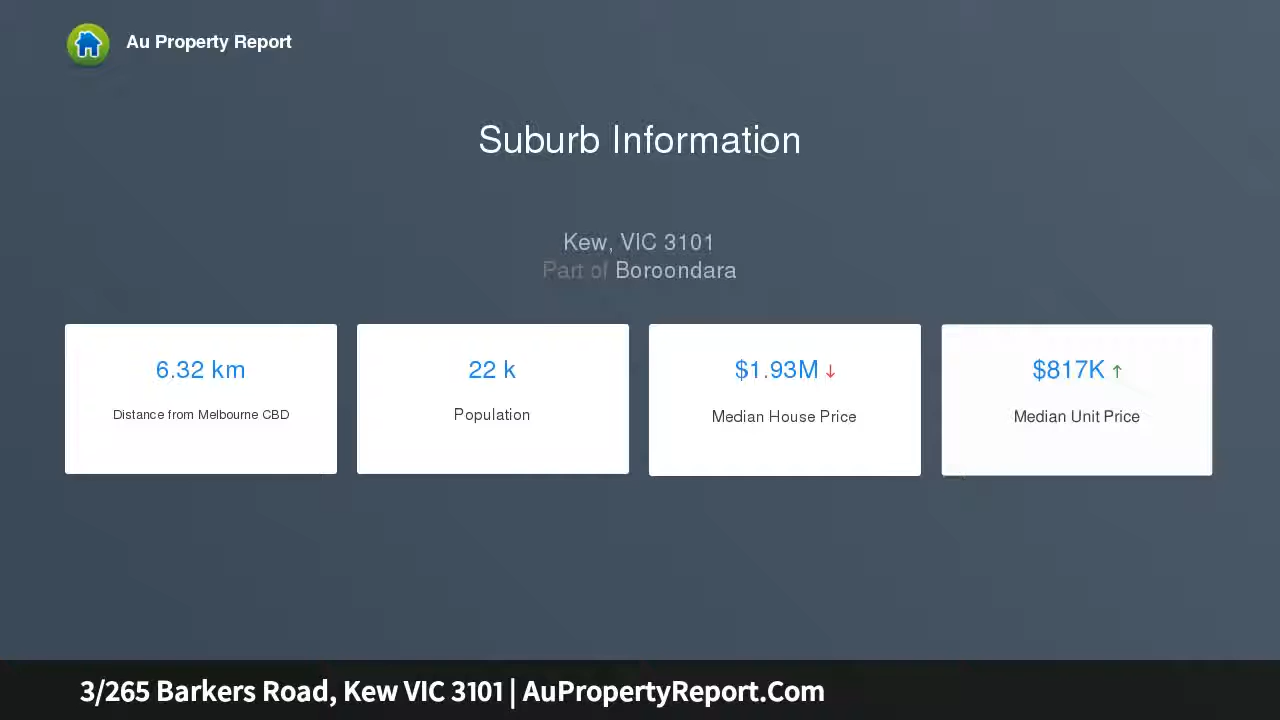 Au Property Report
Suburb Information
Kew, VIC 3101
Part of Boroondara
6.32 km
Distance from Melbourne CBD
22 k
Population
$1.93M ↓
Median House Price
$817K ↑
Median Unit Price
3/265 Barkers Road, Kew VIC 3101 | AuPropertyReport.Com